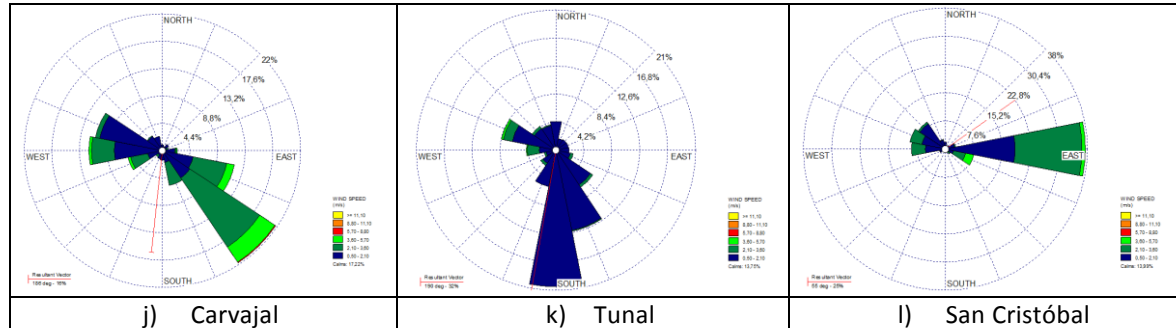 NORTH
22%
17,6%
13,2%
8,8%
4,4%
WEST
EAST
SOUTH
WIND SPEED
(m/s)
>= 11,10
8,80 - 11,10
5,70 - 8,80
3,60 - 5,70
2,10 - 3,60
0,50 - 2,10
Calms: 17,22%
Resultant Vector
NORTH
21%
16,8%
12,6%
8,4%
4,2%
WEST
EAST
SOUTH
WIND SPEED
(m/s)
>= 11,10
8,80 - 11,10
5,70 - 8,80
3,60 - 5,70
2,10 - 3,60
0,50 - 2,10
Calms: 13,75%
Resultant Vector
NORTH
38%
30,4%
22,8%
15,2%
7,6%
WEST
EAST
SOUTH
WIND SPEED
(m/s)
>= 11,10
8,80 - 11,10
5,70 - 8,80
3,60 - 5,70
2,10 - 3,60
0,50 - 2,10
Resultant Vector
j) Carvajal
k) Tunal
l) San Cristóbal